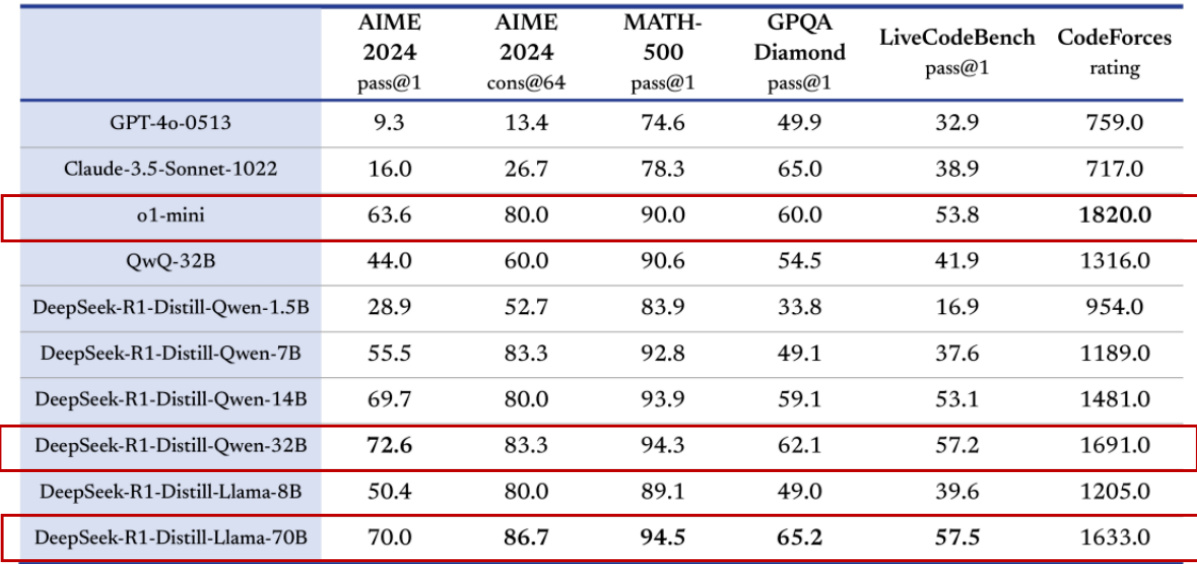 AIME 2024 pass@1 AIME 2024 cons@64 MATH-500 pass@1 GPQA Diamond pass@1 LiveCodeBench pass@1 CodeForces rating
GPT-4o-0513 9.3 13.4 74.6 49.9 32.9 759.0
Claude-3.5-Sonnet-1022 16.0 26.7 78.3 65.0 38.9 717.0
o1-mini 63.6 80.0 90.0 60.0 53.8 1820.0
QwQ-32B 44.0 60.0 90.6 54.5 41.9 1316.0
DeepSeek-R1-Distill-Qwen-1.5B 28.9 52.7 83.9 33.8 16.9 954.0
DeepSeek-R1-Distill-Qwen-7B 55.5 83.3 92.8 49.1 37.6 1189.0
DeepSeek-R1-Distill-Qwen-14B 69.7 80.0 93.9 59.1 53.1 1481.0
DeepSeek-R1-Distill-Qwen-32B 72.6 83.3 94.3 62.1 57.2 1691.0
DeepSeek-R1-Distill-Llama-8B 50.4 80.0 89.1 49.0 39.6 1205.0
DeepSeek-R1-Distill-Llama-70B 70.0 86.7 94.5 65.2 57.5 1633.0